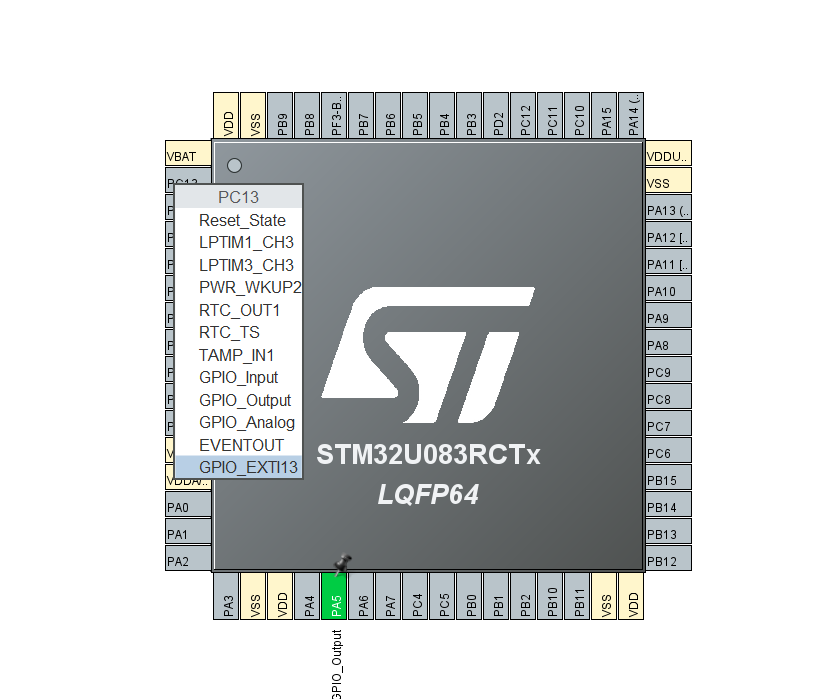 VDD
VSS
PB9
PB8
PF3-B..
PB7
PB6
PB5
PB4
PB3
PD2
PC12
PC11
PC10
PA15
PA14 (..
VBAT
PC13
VDDA/..
PA0
PA1
PA2
PC13
Reset_State
LPTIM1_CH3
LPTIM3_CH3
PWR_WKUP2
RTC_OUT1
RTC_TS
TAMP_IN1
GPIO_Input
GPIO_Output
GPIO_Analog
EVENTOUT
GPIO_EXTI13
STM32U083RCTx
LQFP64
VDDU..
VSS
PA13 (..
PA12 [..
PA11 [..
PA10
PA9
PA8
PC9
PC8
PC7
PC6
PB15
PB14
PB13
PB12
PA3
VSS
VDD
PA4
PA5
PA6
PA7
PC4
PC5
PB0
PB1
PB2
PB10
PB11
VSS
VDD
GPIO_Output